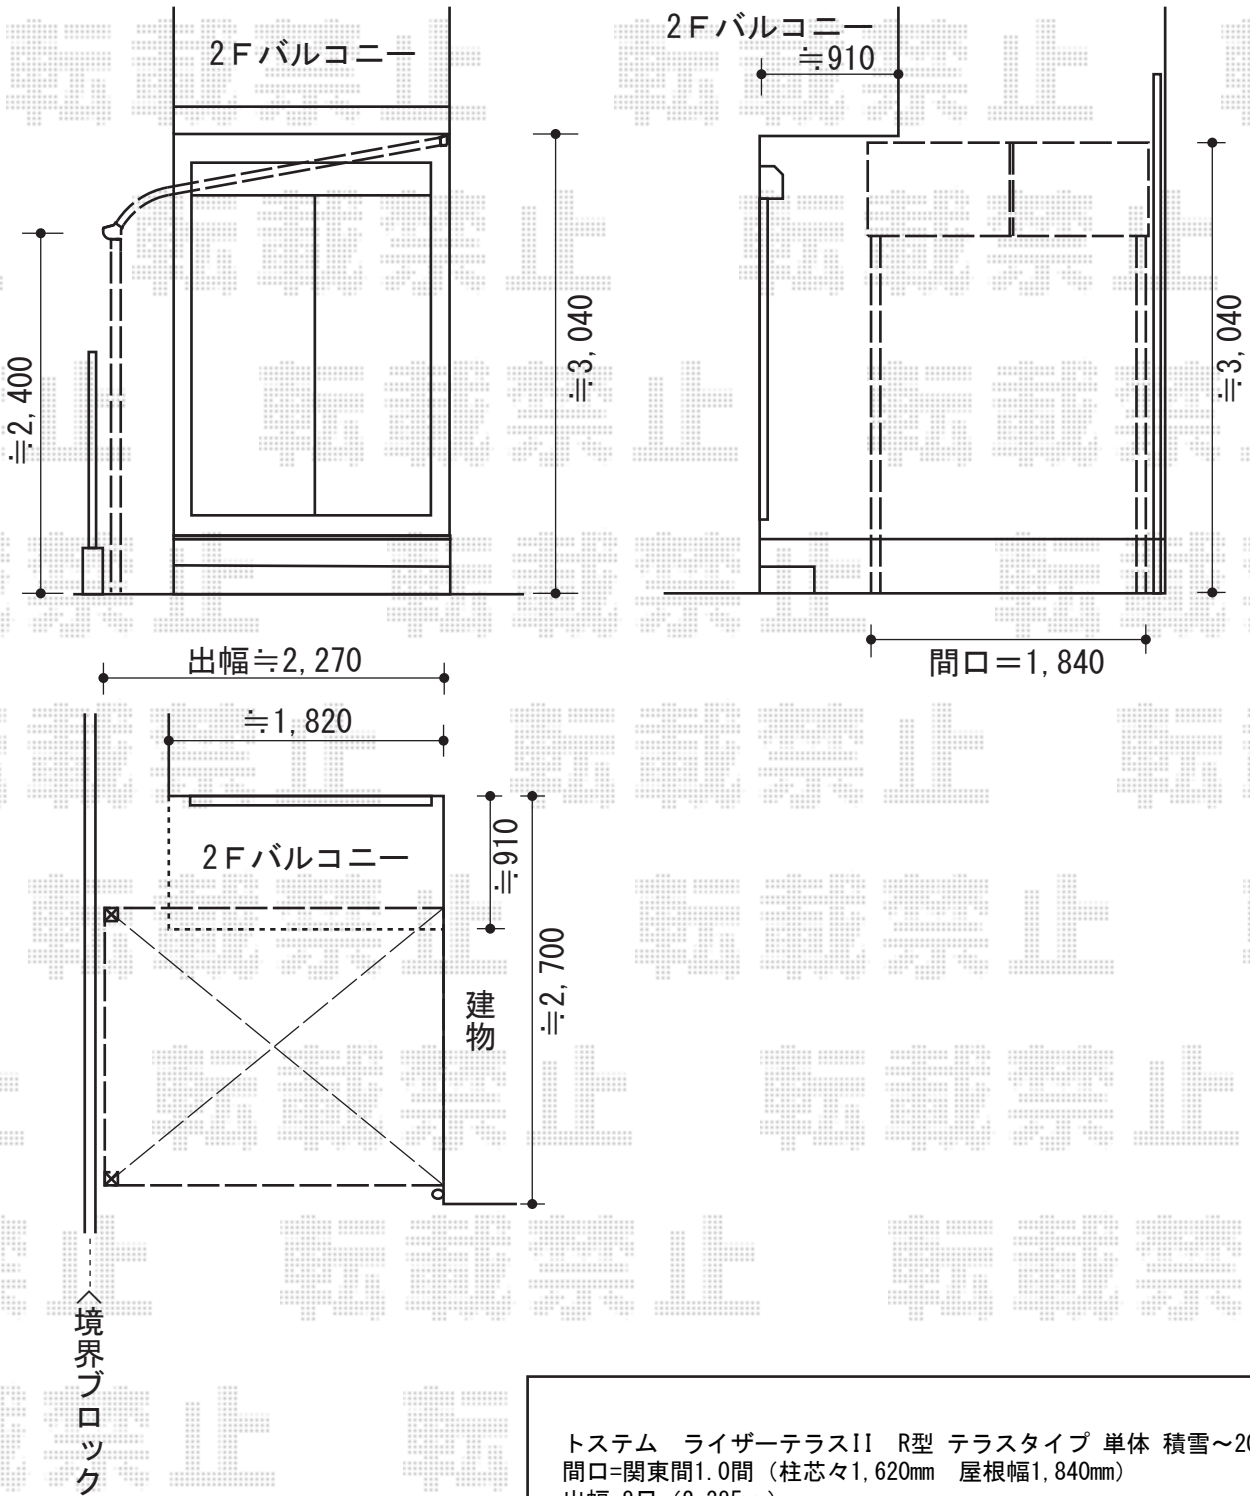 2Fバルコニー
≒2,400
≒3,040
2Fバルコニー
≒910
≒3,040
間口＝1,840
出幅≒2,270
≒1,820
2Fバルコニー
≒910
≒2,700
建物
境界ブロック
トステム ライザーテラスII R型 テラスタイプ 単体 積雪～20
間口=関東間1.0間（柱芯々1,620mm 屋根幅1,840mm）
転載禁止